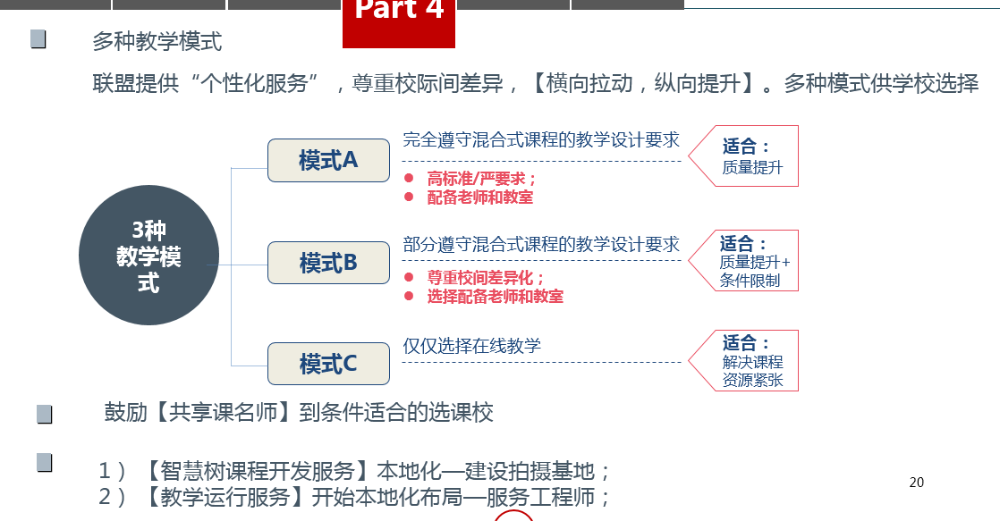 Part 4
多种教学模式
联盟提供“个性化服务”，尊重校际间差异，【横向拉动，纵向提升】。多种模式供学校选择
3种
教学模
式
模式A
完全遵守混合式课程的教学设计要求
高标准/严要求；
配备老师和教室
适合：
质量提升
模式B
部分遵守混合式课程的教学设计要求
尊重校间差异化；
选择配备老师和教室
适合：
质量提升+
条件限制
模式C
仅仅选择在线教学
适合：
解决课程
资源紧张
鼓励【共享课名师】到条件适合的选课校
1）【智慧树课程开发服务】本地化—建设拍摄基地；
2）【教学运行服务】开始本地化布局—服务工程师；
20